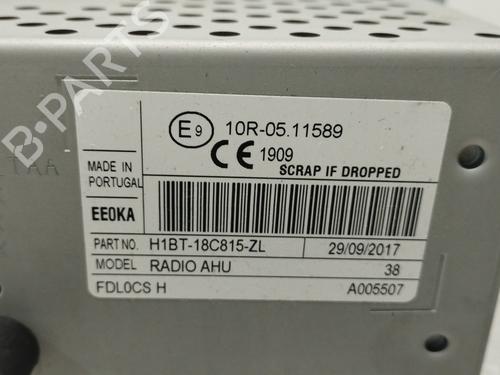 E9 10R-05.11589
CE 1909
SCRAP IF DROPPED
MADE IN
PORTUGAL
EE0KA
PART NO. H1BT-18C815-ZL 29/09/2017
MODEL RADIO AHU 38
FDL0CS H A005507